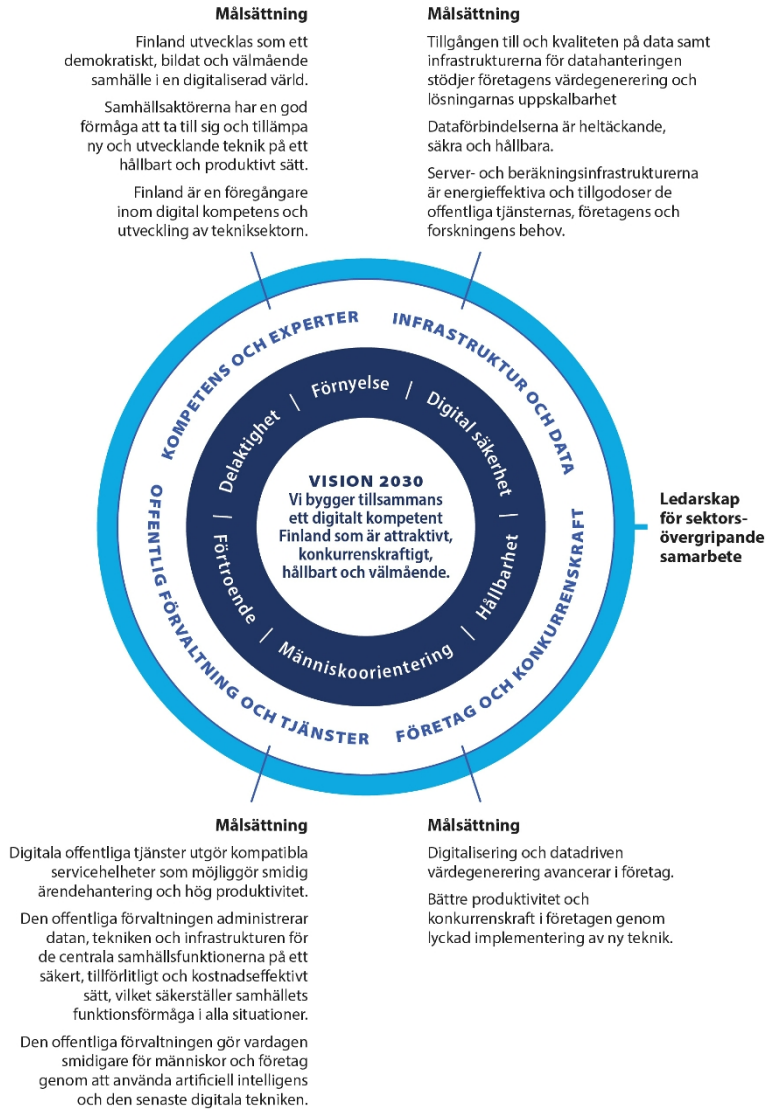 Målsättning
Finland utvecklas som ett
demokratiskt, bildat och välmående
samhälle i en digitaliserad värld.
Samhällsaktörerna har en god
förmåga att ta till sig och tillämpa
ny och utvecklande teknik på ett
hållbart och produktivt sätt.
Finland är en föregångare
inom digital kompetens och
utveckling av tekniksektorn.
Målsättning
Tillgången till och kvaliteten på data samt
infrastrukturerna för datahanteringen
stödjer företagens värdegenerering och
lösningarnas uppskalbarhet
Dataförbindelserna är heltäckande,
säkra och hållbara.
Server- och beräkningsinfrastrukturerna
är energieffektiva och tillgodoser de
offentliga tjänsternas, företagens och
forskningens behov.
KOMPETENS OCH EXPERTER
INFRASTRUKTUR OCH DATA
FÖRETAG OCH KONKURRENSKRAFT
OFFENTLIG FÖRVALTNING OCH TJÄNSTER
Förnyelse |
Digital säkerhet |
Hållbarhet |
Människoorientering |
Förtroende |
Delaktighet |
VISION 2030
Vi bygger tillsammans
ett digitalt kompetent
Finland som är attraktivt,
konkurrenskraftigt,
hållbart och välmående.
Ledarskap
för sektors-
övergripande
samarbete
Målsättning
Digitala offentliga tjänster utgör kompatibla
servicehelheter som möjliggör smidig
ärendehantering och hög produktivitet.
Den offentliga förvaltningen administrerar
datan, tekniken och infrastrukturen för
de centrala samhällsfunktionerna på ett
säkert, tillförlitligt och kostnadseffektivt
sätt, vilket säkerställer samhällets
funktionsförmåga i alla situationer.
Den offentliga förvaltningen gör vardagen
smidigare för människor och företag
genom att använda artificiell intelligens
och den senaste digitala tekniken.
Målsättning
Digitalisering och datadriven
värdegenerering avancerar i företag.
Bättre produktivitet och
konkurrenskraft i företagen genom
lyckad implementering av ny teknik.